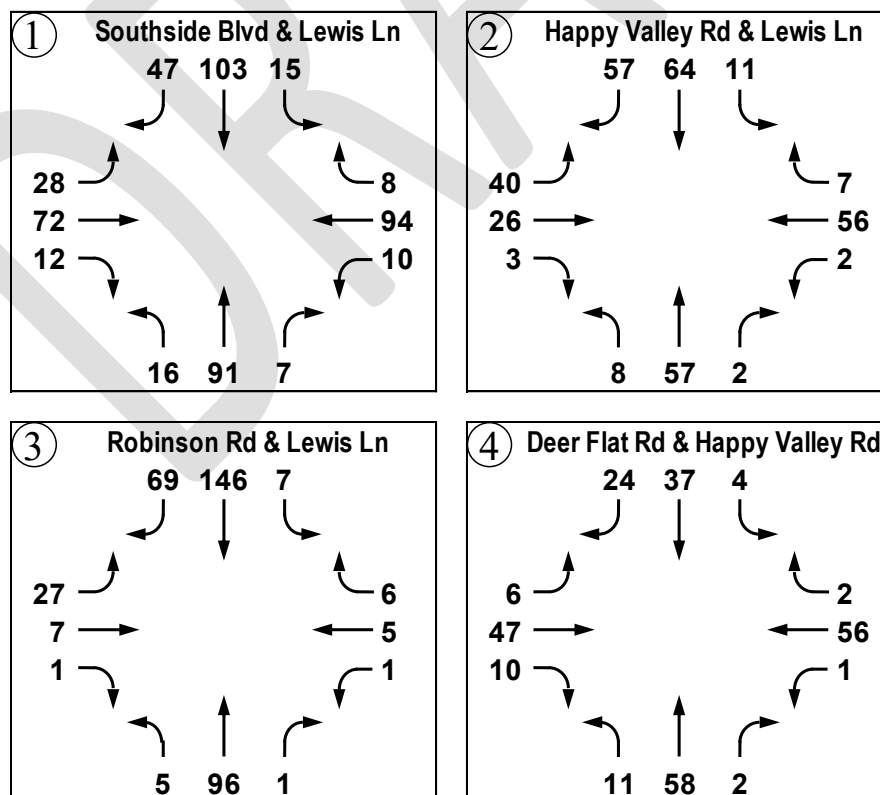 1 Southside Blvd & Lewis Ln
47 103 15
28 8
72 94
12 10
16 91 7
2 Happy Valley Rd & Lewis Ln
57 64 11
40 7
26 56
3 2
8 57 2
3 Robinson Rd & Lewis Ln
69 146 7
27 6
7 5
1 1
5 96 1
4 Deer Flat Rd & Happy Valley Rd
24 37 4
6 2
47 56
10 1
11 58 2